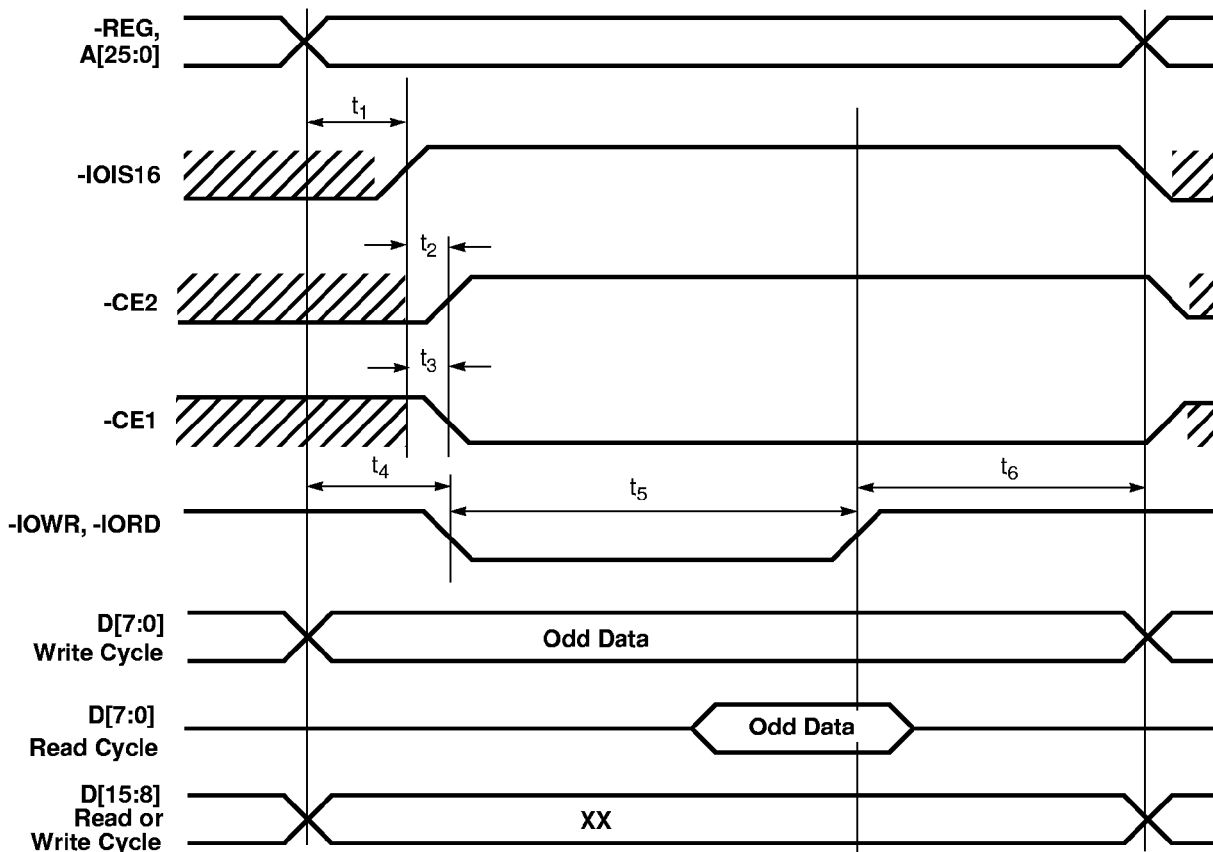 -REG,
A[25:0]
t1
-IOIS16
t2
-CE2
t3
-CE1
t4
t5
t6
-IOWR, -IORD
D[7:0]
Write Cycle
Odd Data
D[7:0]
Read Cycle
Odd Data
D[15:8]
Read or
Write Cycle
XX